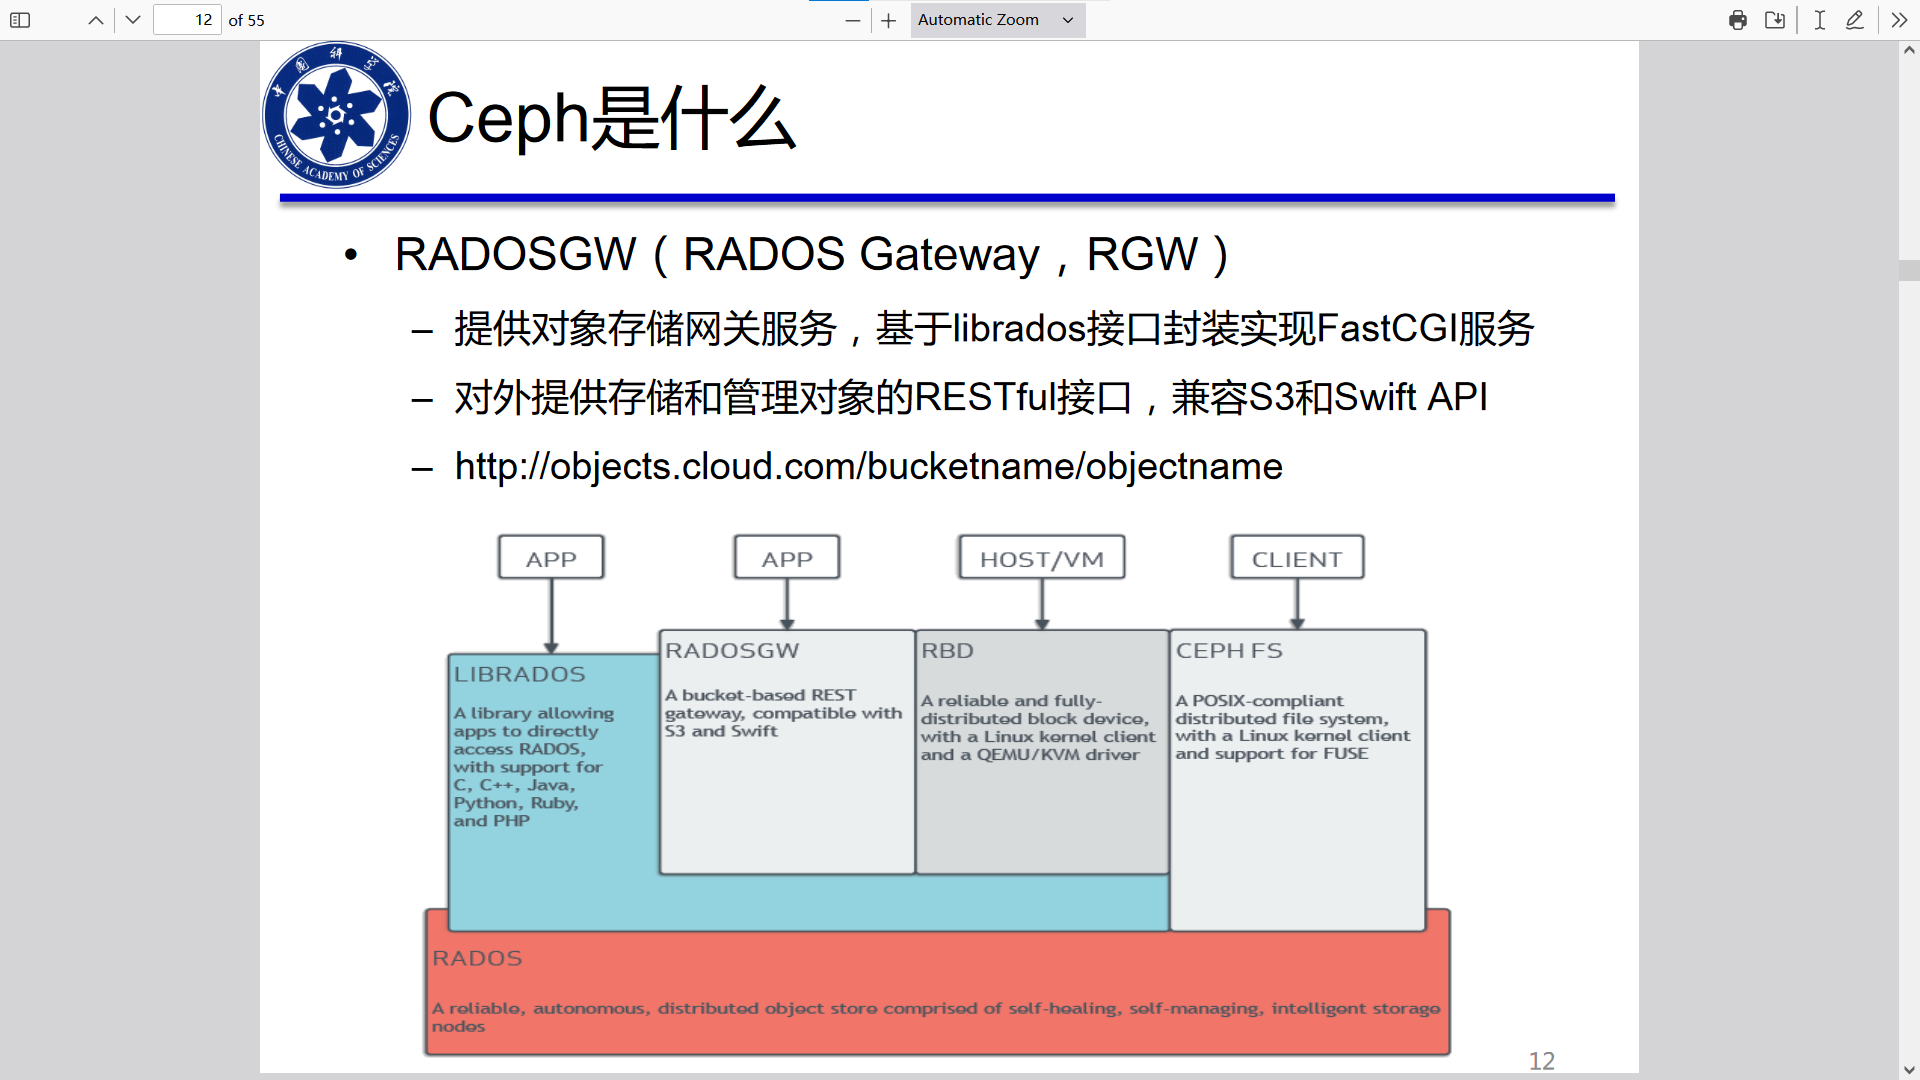 12 of 55
Automatic Zoom
中国科学院
CHINESE ACADEMY OF SCIENCES
Ceph是什么
• RADOSGW（RADOS Gateway，RGW）
– 提供对象存储网关服务，基于librados接口封装实现FastCGI服务
– 对外提供存储和管理对象的RESTful接口，兼容S3和Swift API
– http://objects.cloud.com/bucketname/objectname
APP
APP
HOST/VM
CLIENT
LIBRADOS
A library allowing
apps to directly
access RADOS,
with support for
C, C++, Java,
Python, Ruby,
and PHP
RADOSGW
A bucket-based REST
gateway, compatible with
S3 and Swift
RBD
A reliable and fully-
distributed block device,
with a Linux kernel client
and a QEMU/KVM driver
CEPH FS
A POSIX-compliant
distributed file system,
with a Linux kernel client
and support for FUSE
RADOS
A reliable, autonomous, distributed object store comprised of self-healing, self-managing, intelligent storage
nodes
12